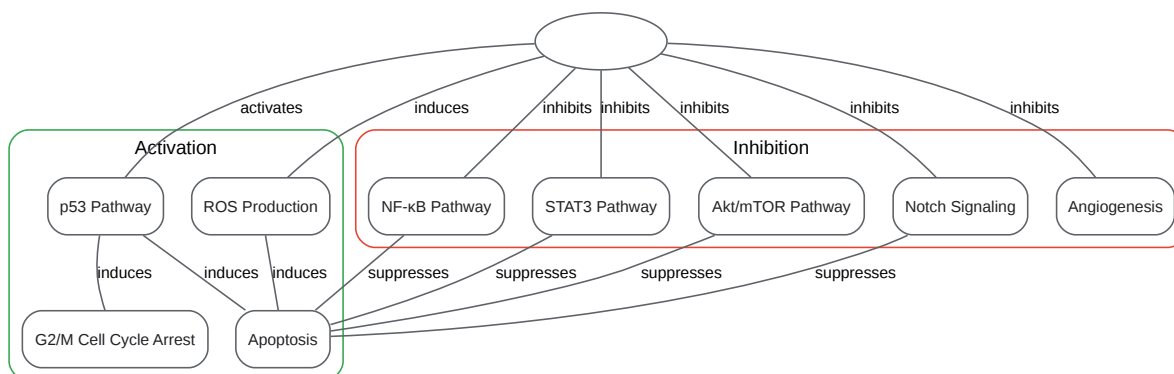 activates
induces
inhibits
inhibits
inhibits
inhibits
inhibits
Activation
Inhibition
p53 Pathway
ROS Production
NF-κB Pathway
STAT3 Pathway
Akt/mTOR Pathway
Notch Signaling
Angiogenesis
induces
induces
induces
suppresses
suppresses
suppresses
suppresses
G2/M Cell Cycle Arrest
Apoptosis